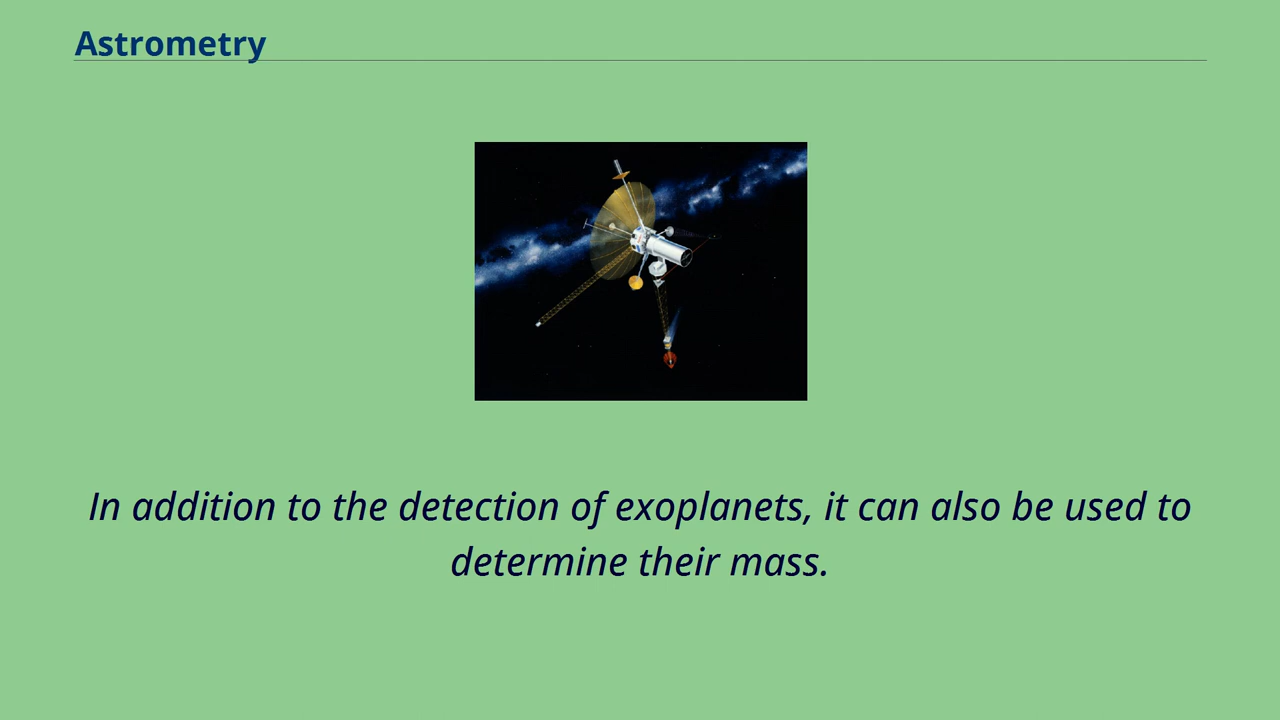 Astrometry
In addition to the detection of exoplanets, it can also be used to
determine their mass.